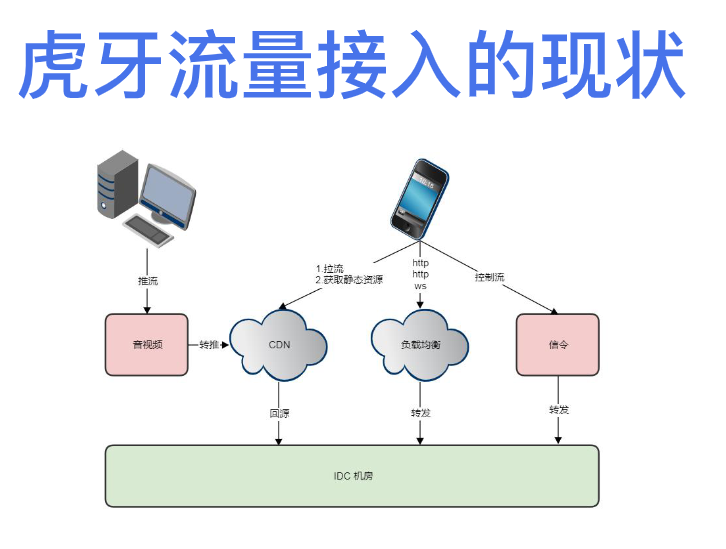 虎牙流量接入的现状
1.拉流
2.获取静态资源
http
http
ws
控制流
推流
音视频
转推
CDN
负载均衡
信令
回源
转发
转发
IDC 机房